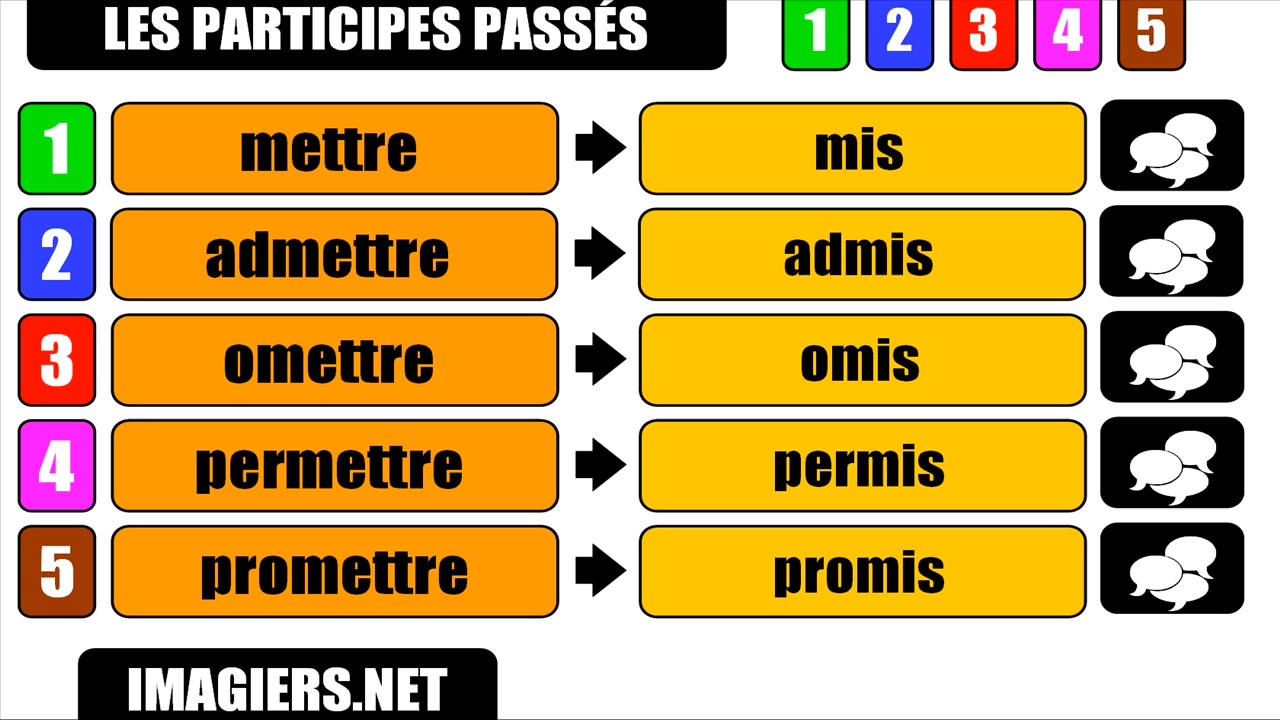 LES PARTICIPES PASSÉS 1 2 3 4 5
1 mettre mis
2 admettre admis
3 omettre omis
4 permettre permis
5 promettre promis
IMAGIERS.NET